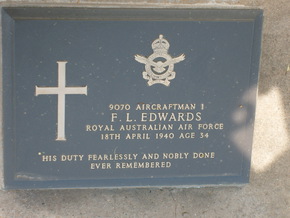 9070 AIRCRAFTMAN 1
F. L. EDWARDS
ROYAL AUSTRALIAN AIR FORCE
18TH APRIL 1940 AGE 34
HIS DUTY FEARLESSLY AND NOBLY DONE
EVER REMEMBERED